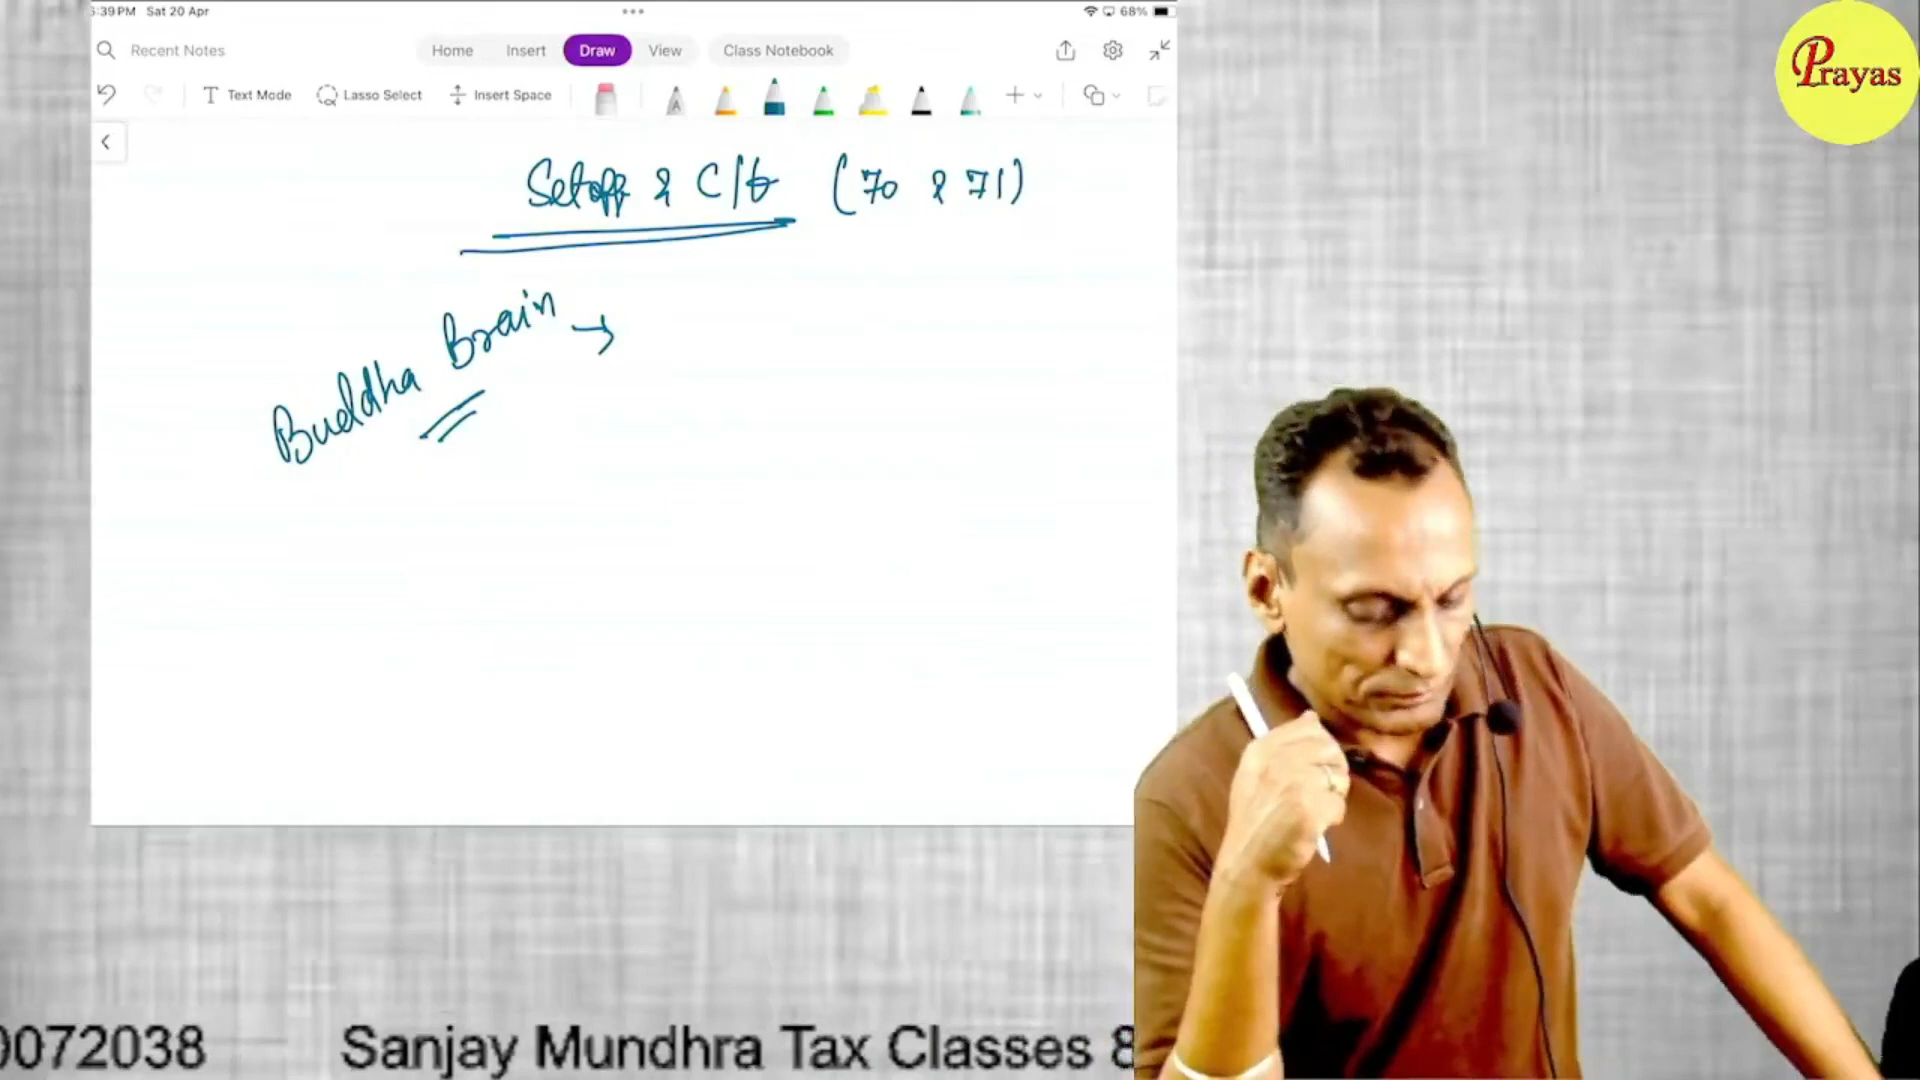 :39 PM Sat 20 Apr
68%
Prayas
Recent Notes
Home Insert Draw View Class Notebook
Text Mode Lasso Select Insert Space
Setoff & C/f (70 & 71)
Buddha Brain →
0072038 Sanjay Mundhra Tax Classes 8